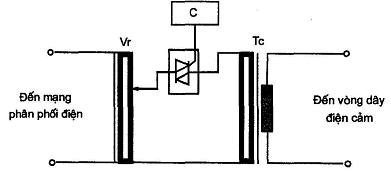 C
Vr
Tc
Đến mạng
phân phối điện
Đến vòng dây
điện cảm